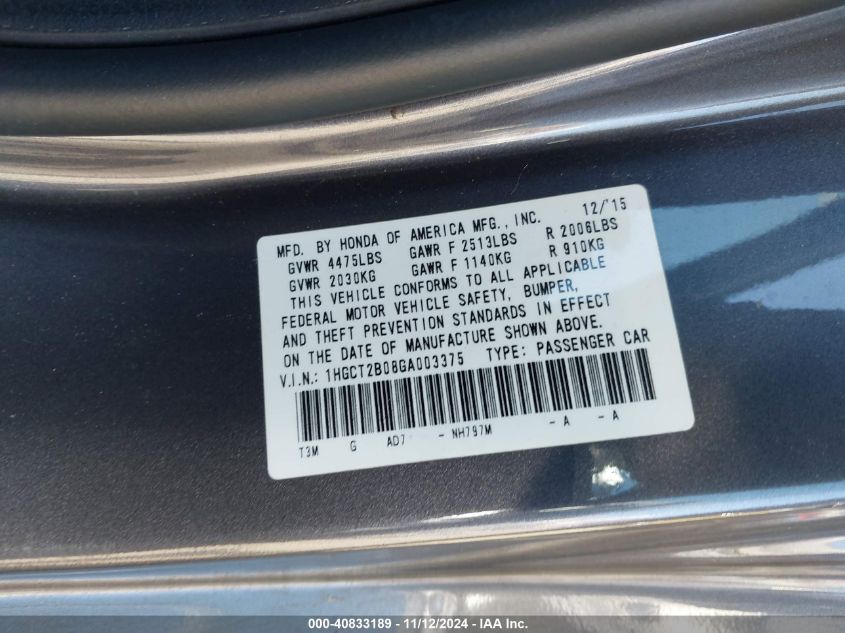 MFD. BY HONDA OF AMERICA MFG., INC. 12/'15
GVWR 4475LBS GAWR F 2513LBS R 2006LBS
GVWR 2030KG GAWR F 1140KG R 910KG
THIS VEHICLE CONFORMS TO ALL APPLICABLE
FEDERAL MOTOR VEHICLE SAFETY, BUMPER,
AND THEFT PREVENTION STANDARDS IN EFFECT
ON THE DATE OF MANUFACTURE SHOWN ABOVE.
V.I.N.: 1HGCT2B08GA003375 TYPE: PASSENGER CAR
T3M G AD7 - NH797M - A - A
000-40833189 - 11/12/2024 - IAA Inc.